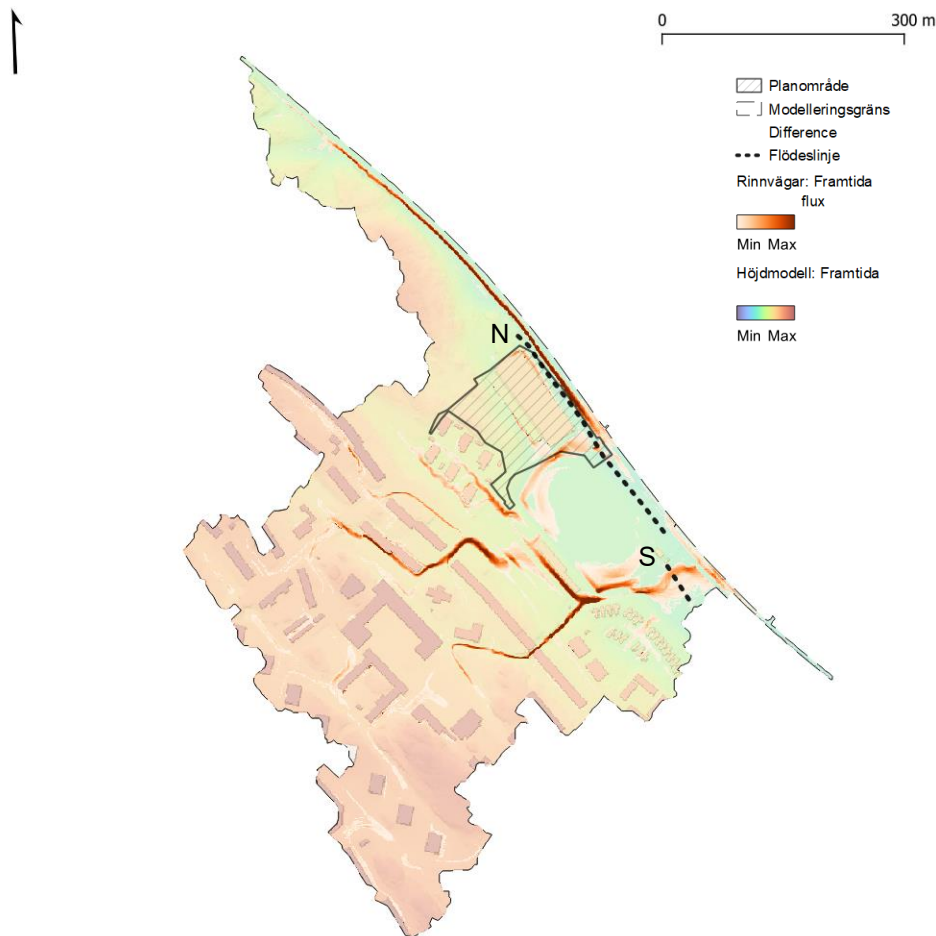 0 300 m
Planområde
Modelleringsgräns
Difference
Flödeslinje
Rinnvägar: Framtida
flux
Min Max
Höjdmodell: Framtida
Min Max
N
S